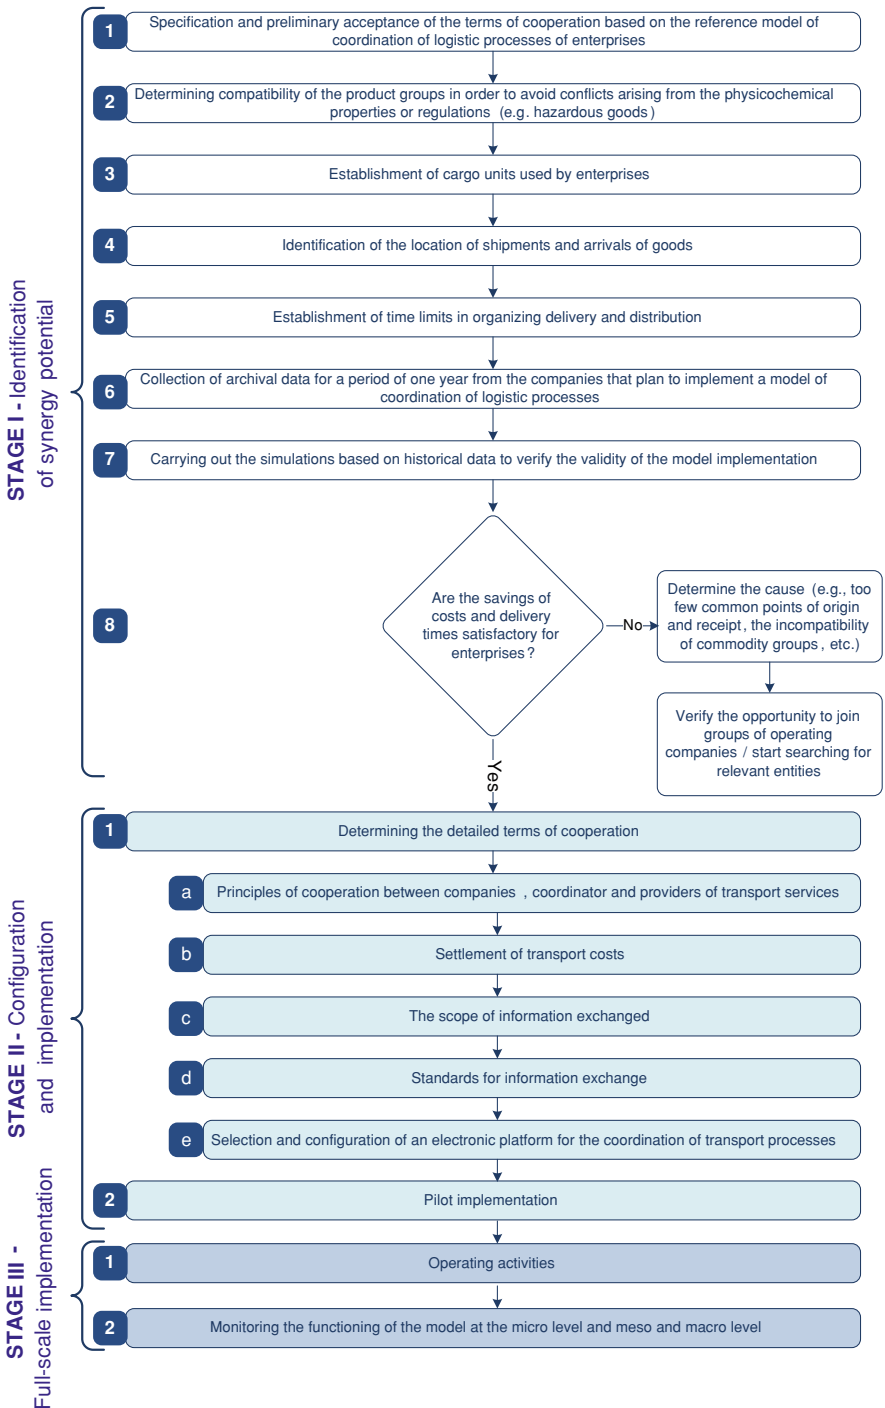 STAGE I - Identification
of synergy potential
1
Specification and preliminary acceptance of the terms of cooperation based on the reference model of
coordination of logistic processes of enterprises
2
Determining compatibility of the product groups in order to avoid conflicts arising from the physicochemical
properties or regulations (e.g. hazardous goods)
3
Establishment of cargo units used by enterprises
4
Identification of the location of shipments and arrivals of goods
5
Establishment of time limits in organizing delivery and distribution
6
Collection of archival data for a period of one year from the companies that plan to implement a model of
coordination of logistic processes
7
Carrying out the simulations based on historical data to verify the validity of the model implementation
8
Are the savings of
costs and delivery
times satisfactory for
enterprises?
No
Determine the cause (e.g., too
few common points of origin
and receipt, the incompatibility
of commodity groups, etc.)
Verify the opportunity to join
groups of operating
companies / start searching for
relevant entities
Yes
STAGE II - Configuration
and implementation
1
Determining the detailed terms of cooperation
a
Principles of cooperation between companies , coordinator and providers of transport services
b
Settlement of transport costs
c
The scope of information exchanged
d
Standards for information exchange
e
Selection and configuration of an electronic platform for the coordination of transport processes
2
Pilot implementation
STAGE III -
Full-scale implementation
1
Operating activities
2
Monitoring the functioning of the model at the micro level and meso and macro level